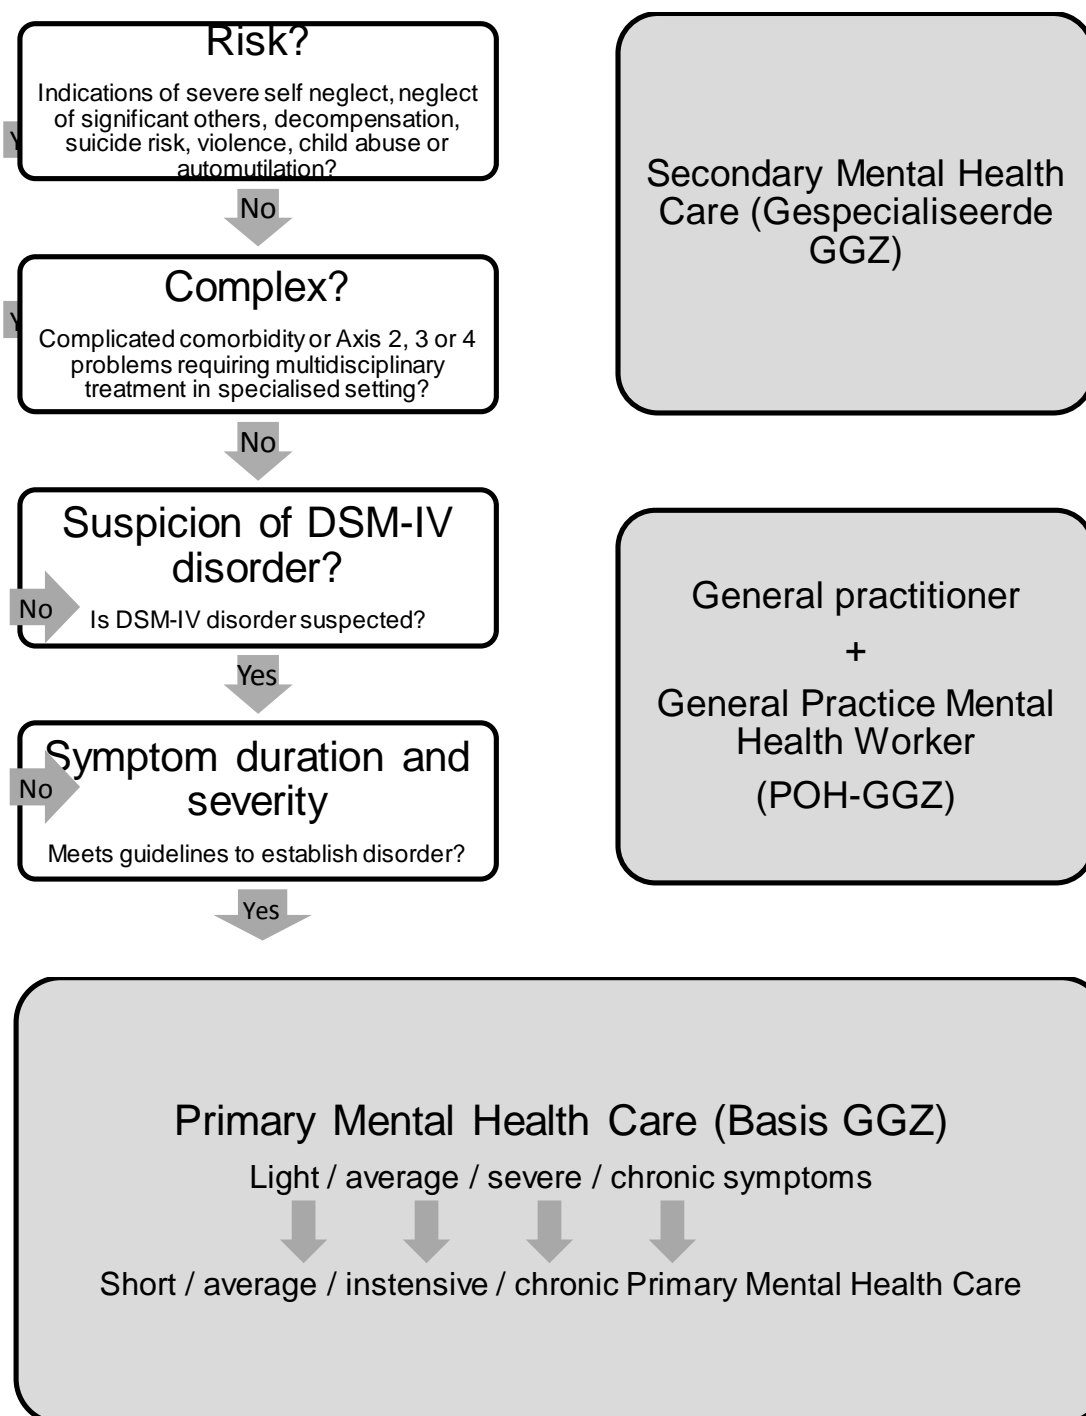 Risk?
Indications of severe self neglect, neglect
of significant others, decompensation,
suicide risk, violence, child abuse or
automutilation?
No
Complex?
Complicated comorbidity or Axis 2, 3 or 4
problems requiring multidisciplinary
treatment in specialised setting?
No
Suspicion of DSM-IV
disorder?
No
Is DSM-IV disorder suspected?
Yes
Symptom duration and
severity
No
Meets guidelines to establish disorder?
Yes
Secondary Mental Health
Care (Gespecialiseerde
GGZ)
General practitioner
+
General Practice Mental
Health Worker
(POH-GGZ)
Primary Mental Health Care (Basis GGZ)
Light / average / severe / chronic symptoms
Short / average / instensive / chronic Primary Mental Health Care